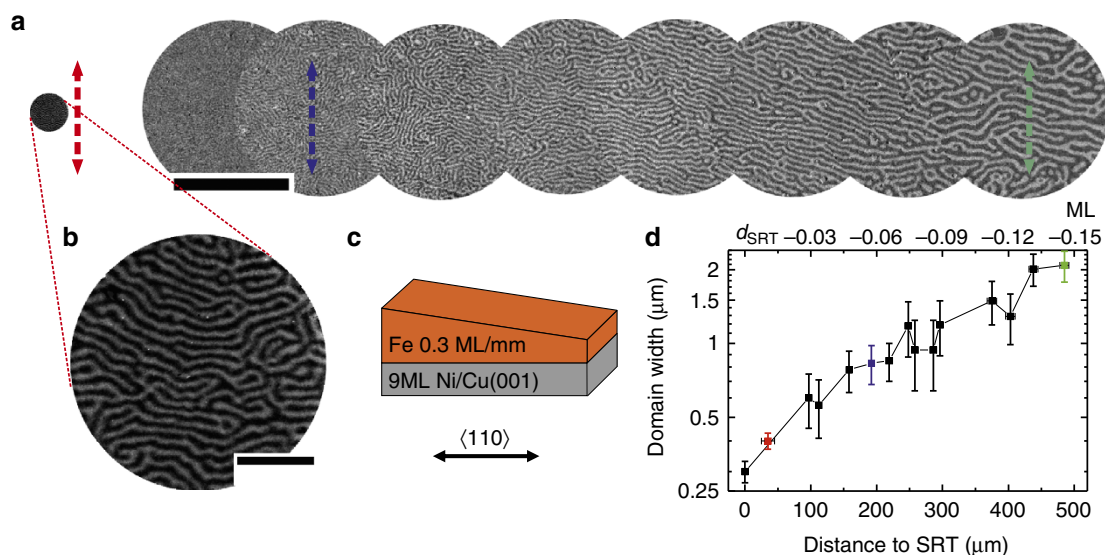 a
b
c
Fe 0.3 ML/mm
9ML Ni/Cu(001)
⟨110⟩
d
ML
dSRT –0.03 –0.06 –0.09 –0.12 –0.15
Domain width (μm)
2
1.5
1
0.5
0.25
0 100 200 300 400 500
Distance to SRT (μm)